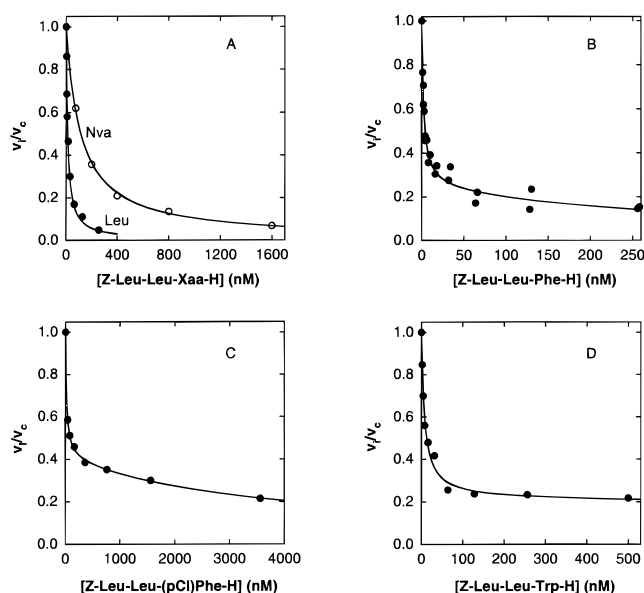 A
1.0
0.8
0.6
0.4
0.2
0.0
vi/vc
Nva
Leu
0 400 800 1200 1600
[Z-Leu-Leu-Xaa-H] (nM)
B
1.0
0.8
0.6
0.4
0.2
0.0
vi/vc
0 50 100 150 200 250
[Z-Leu-Leu-Phe-H] (nM)
C
1.0
0.8
0.6
0.4
0.2
0.0
vi/vc
0 1000 2000 3000 4000
[Z-Leu-Leu-(pCl)Phe-H] (nM)
D
1.0
0.8
0.6
0.4
0.2
0.0
vi/vc
0 100 200 300 400 500
[Z-Leu-Leu-Trp-H] (nM)